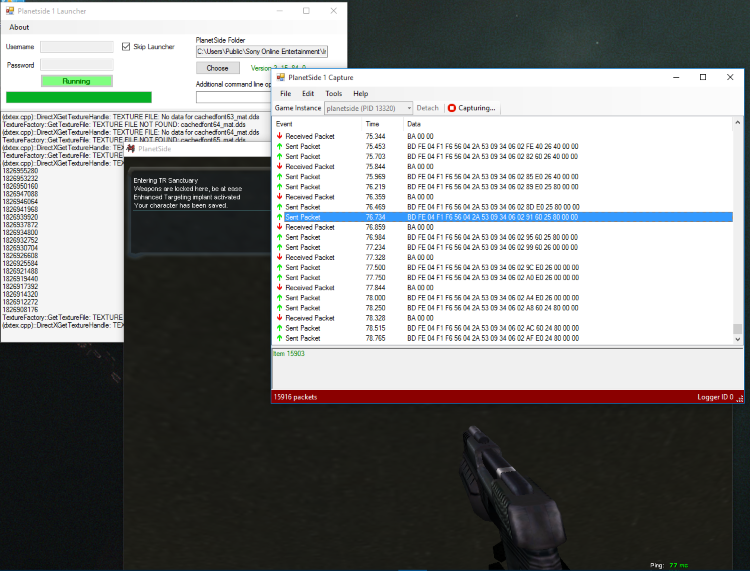 Planetside 1 Launcher
About
Username
Skip Launcher
PlanetSide Folder
C:\Users\Public\Sony Online Entertainment\Ir
Password
Choose
Running
Additional command line op
(dxtex.cpp)::DirectXGetTextureHandle: TEXTURE FILE: No data for cachedfont63_mat.dds
TextureFactory::GetTextureFile: TEXTURE FILE NOT FOUND: cachedfont64_mat.dds
(dxtex.cpp)::DirectXGetTextureHandle: TEXTURE FILE: No data for cachedfont64_mat.dds
TextureFactory::GetTextureFile: TEXTURE FILE NOT FOUND: cachedfont65_mat.dds
(dxtex.cpp)::DirectXGetTextureHandle: TEX
TextureFactory::GetTextureFile: TEXTURE
(dxtex.cpp)::DirectXGetTextureHandle: TEX
1826955280
1826953232
1826950160
1826947088
1826946064
1826941968
1826939920
1826937872
1826934800
1826932752
1826930704
1826926608
1826925584
1826921488
1826919440
1826917392
1826914320
1826912272
1826908176
TextureFactory::GetTextureFile: TEXTURE
(dxtex.cpp)::DirectXGetTextureHandle: TEX
PlanetSide
Entering TR Sanctuary
Weapons are locked here, be at ease
Enhanced Targeting implant activated
Your character has been saved.
PlanetSide 1 Capture
File Edit Tools Help
Game Instance planetside (PID 13320) Detach Capturing...
Event Time Data
Received Packet 75.344 BA 00 00
Sent Packet 75.453 BD FE 04 F1 F6 56 04 2A 53 09 34 06 02 FE 40 26 40 00 00
Sent Packet 75.703 BD FE 04 F1 F6 56 04 2A 53 09 34 06 02 82 60 26 40 00 00
Received Packet 75.844 BA 00 00
Sent Packet 75.969 BD FE 04 F1 F6 56 04 2A 53 09 34 06 02 85 E0 26 40 00 00
Sent Packet 76.219 BD FE 04 F1 F6 56 04 2A 53 09 34 06 02 89 E0 25 80 00 00
Received Packet 76.359 BA 00 00
Sent Packet 76.469 BD FE 04 F1 F6 56 04 2A 53 09 34 06 02 8D E0 25 80 00 00
Sent Packet 76.734 BD FE 04 F1 F6 56 04 2A 53 09 34 06 02 91 60 25 80 00 00
Received Packet 76.859 BA 00 00
Sent Packet 76.984 BD FE 04 F1 F6 56 04 2A 53 09 34 06 02 95 60 25 80 00 00
Sent Packet 77.234 BD FE 04 F1 F6 56 04 2A 53 09 34 06 02 99 60 26 00 00 00
Received Packet 77.328 BA 00 00
Sent Packet 77.500 BD FE 04 F1 F6 56 04 2A 53 09 34 06 02 9C E0 26 00 00 00
Sent Packet 77.750 BD FE 04 F1 F6 56 04 2A 53 09 34 06 02 A0 E0 26 00 00 00
Received Packet 77.844 BA 00 00
Sent Packet 78.000 BD FE 04 F1 F6 56 04 2A 53 09 34 06 02 A4 E0 26 00 00 00
Sent Packet 78.250 BD FE 04 F1 F6 56 04 2A 53 09 34 06 02 A8 60 24 80 00 00
Received Packet 78.328 BA 00 00
Sent Packet 78.515 BD FE 04 F1 F6 56 04 2A 53 09 34 06 02 AC 60 24 80 00 00
Sent Packet 78.765 BD FE 04 F1 F6 56 04 2A 53 09 34 06 02 AF E0 24 80 00 00
Item 15903
15916 packets
Logger ID 0
Ping: 77 ms